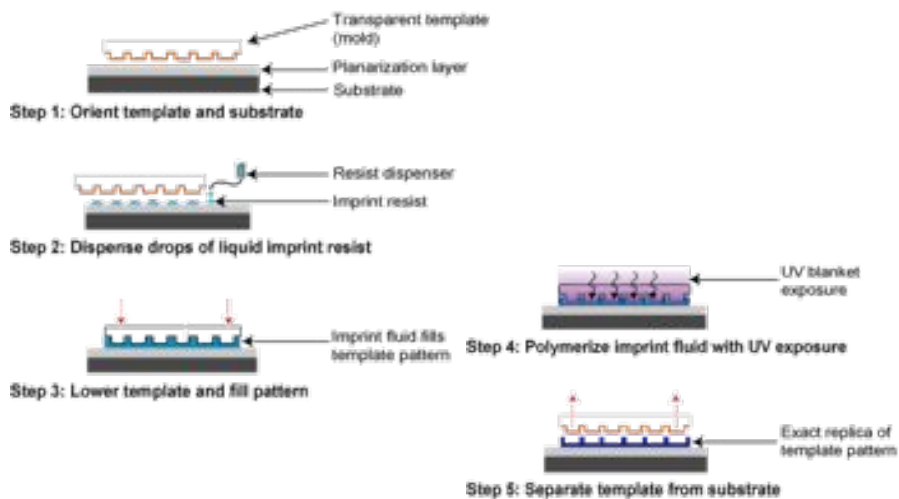 Transparent template
(mold)
Planarization layer
Substrate
Step 1: Orient template and substrate
Resist dispenser
Imprint resist
Step 2: Dispense drops of liquid imprint resist
Imprint fluid fills
template pattern
Step 3: Lower template and fill pattern
UV blanket
exposure
Step 4: Polymerize imprint fluid with UV exposure
Exact replica of
template pattern
Step 5: Separate template from substrate